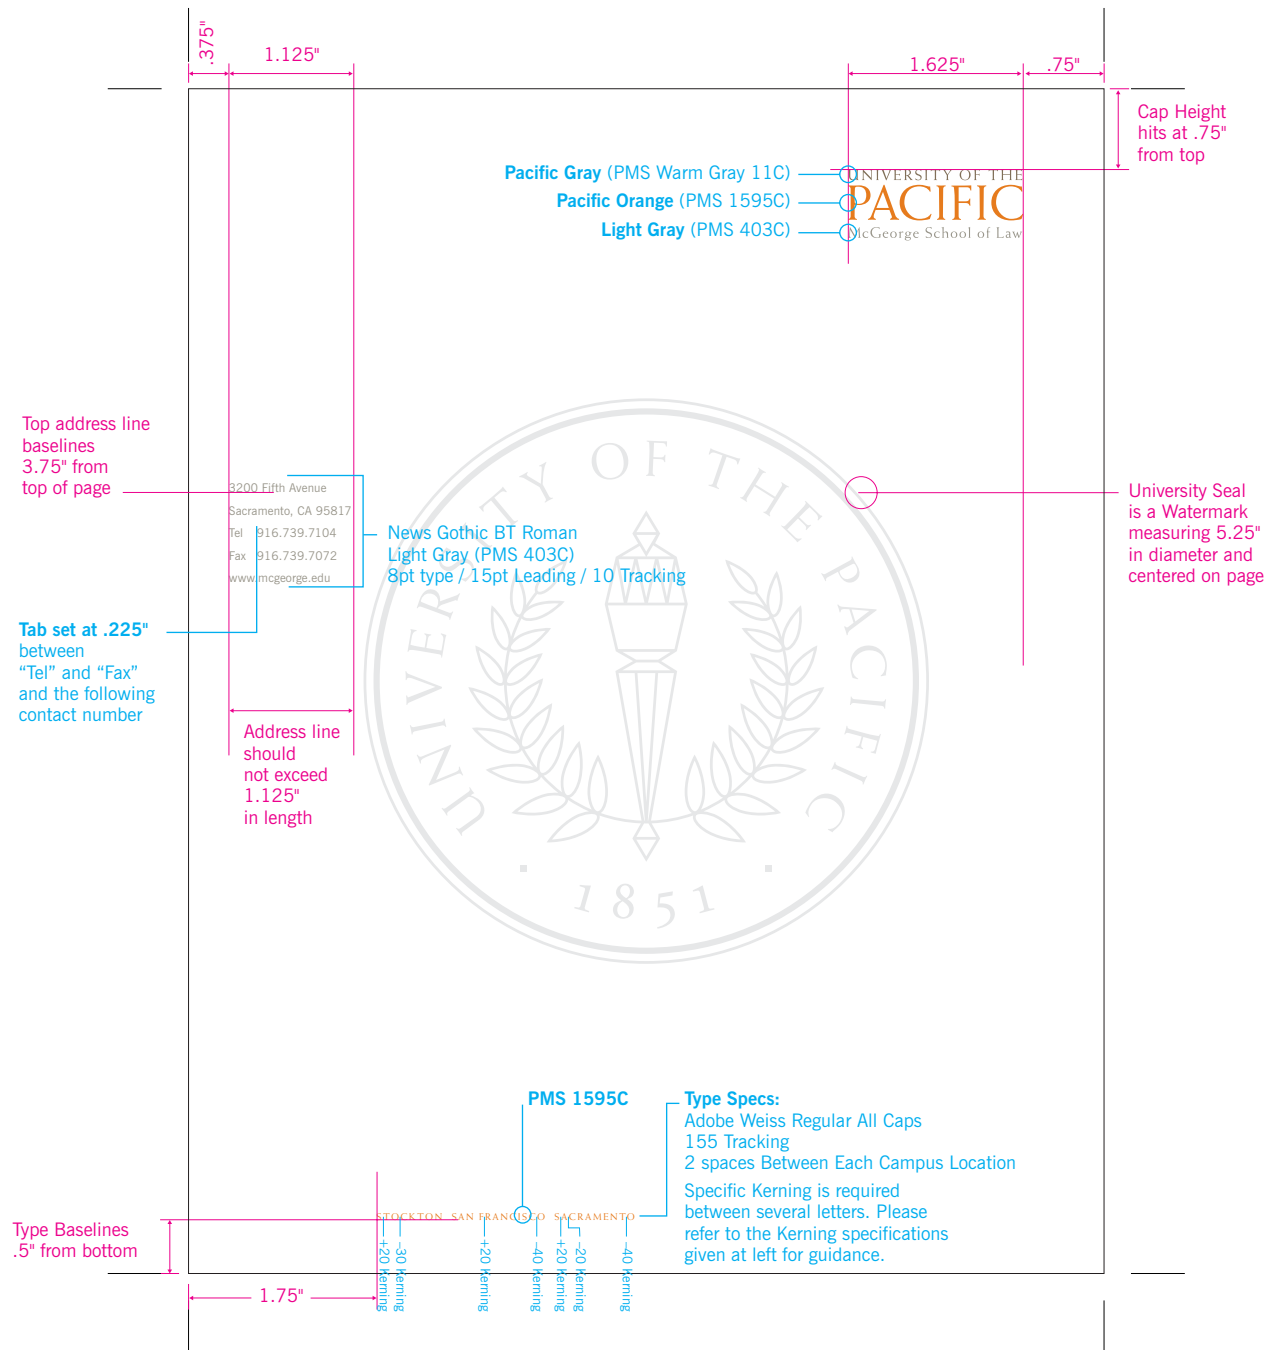 .375"
1.125"
1.625"
.75"
Cap Height
hits at .75"
from top
Pacific Gray (PMS Warm Gray 11C)
Pacific Orange (PMS 1595C)
Light Gray (PMS 403C)
UNIVERSITY OF THE
PACIFIC
McGeorge School of Law
Top address line
baselines
3.75" from
top of page
3200 Fifth Avenue
Sacramento, CA 95817
Tel 916.739.7104
Fax 916.739.7072
www.mcgeorge.edu
News Gothic BT Roman
Light Gray (PMS 403C)
8pt type / 15pt Leading / 10 Tracking
University Seal
is a Watermark
measuring 5.25"
in diameter and
centered on page
Tab set at .225"
between
“Tel” and “Fax”
and the following
contact number
Address line
should
not exceed
1.125"
in length
UNIVERSITY OF THE PACIFIC
· 1851 ·
PMS 1595C
Type Specs:
Adobe Weiss Regular All Caps
155 Tracking
2 spaces Between Each Campus Location
Specific Kerning is required
between several letters. Please
refer to the Kerning specifications
given at left for guidance.
Type Baselines
.5" from bottom
STOCKTON SAN FRANCISCO SACRAMENTO
+20 Kerning
–30 Kerning
+20 Kerning
–40 Kerning
+20 Kerning
–20 Kerning
–40 Kerning
1.75"